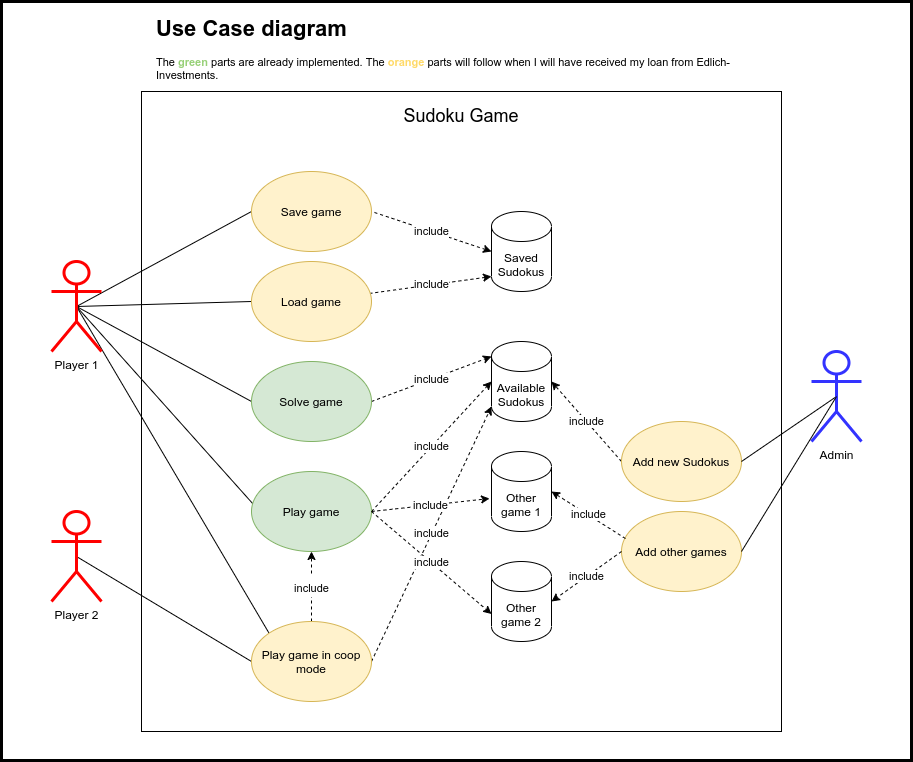 Use Case diagram
The green parts are already implemented. The orange parts will follow when I will have received my loan from Edlich-
Investments.
Sudoku Game
Save game
include
Saved
Sudokus
Load game
include
Player 1
Solve game
include
Available
Sudokus
include
Add new Sudokus
Admin
include
Play game
include
Other
game 1
include
include
include
Add other games
include
include
Other
game 2
Player 2
Play game in coop
mode